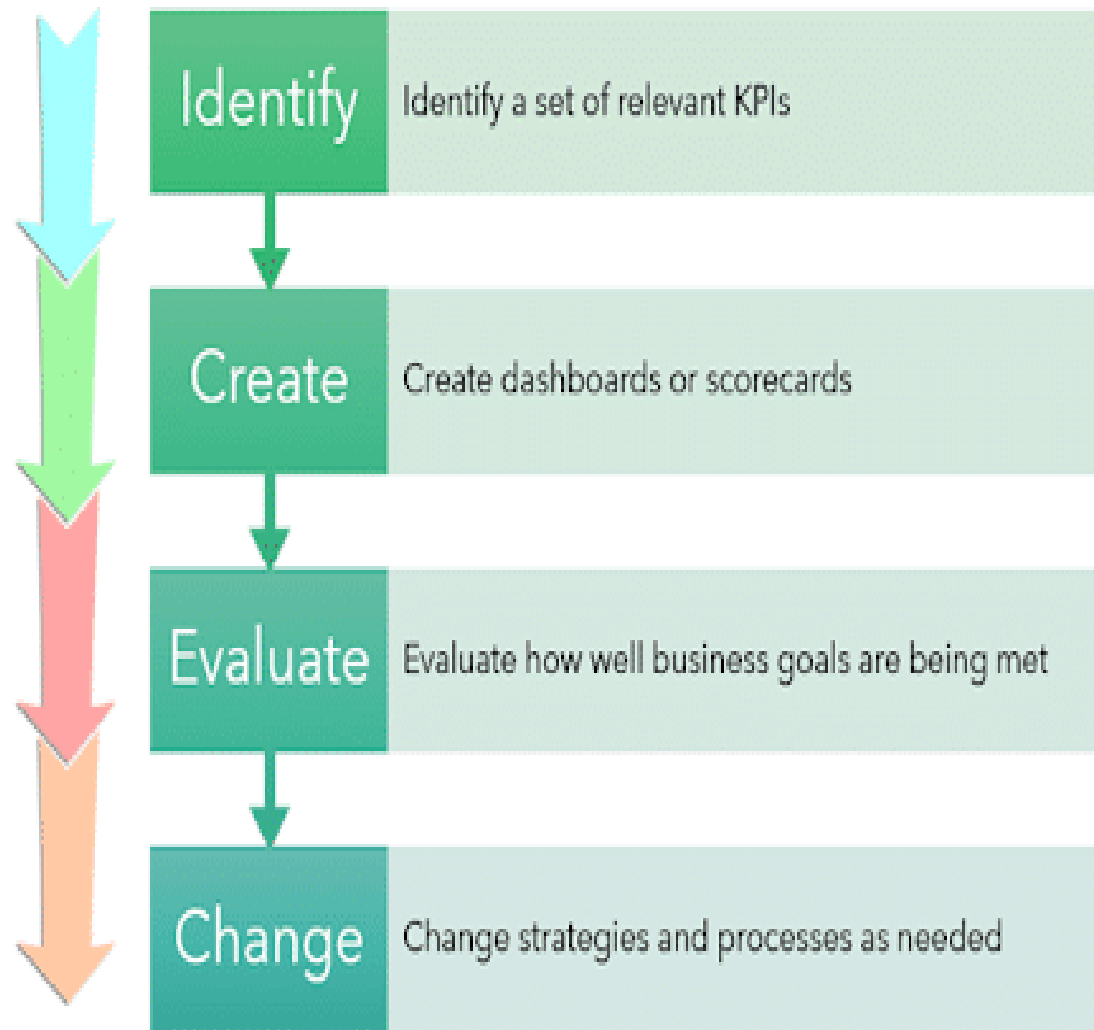 Identify
Identify a set of relevant KPIs
Create
Create dashboards or scorecards
Evaluate
Evaluate how well business goals are being met
Change
Change strategies and processes as needed